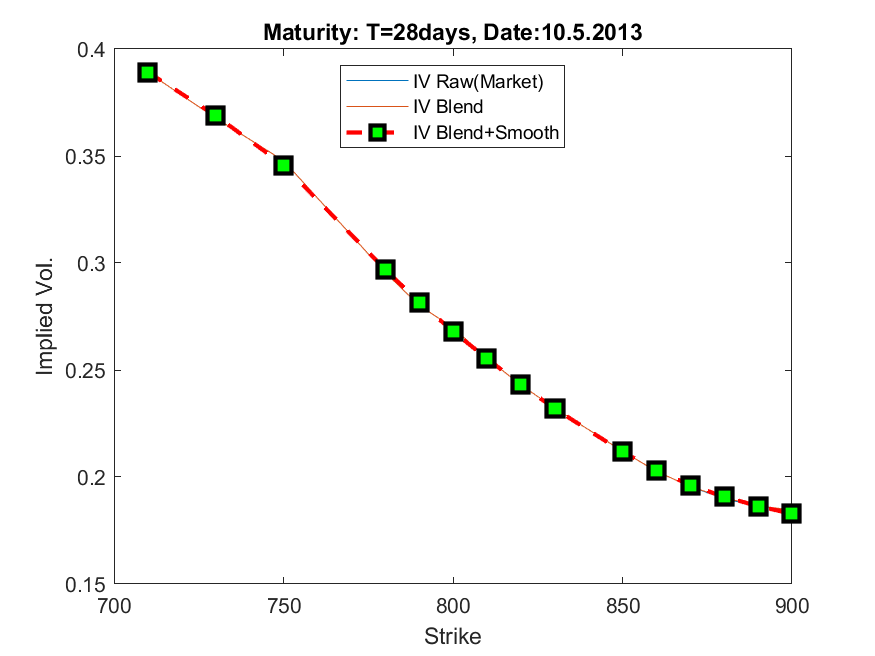 Maturity: T=28days, Date:10.5.2013
0.4
0.35
0.3
0.25
0.2
0.15
Implied Vol.
IV Raw(Market)
IV Blend
IV Blend+Smooth
700
750
800
850
900
Strike